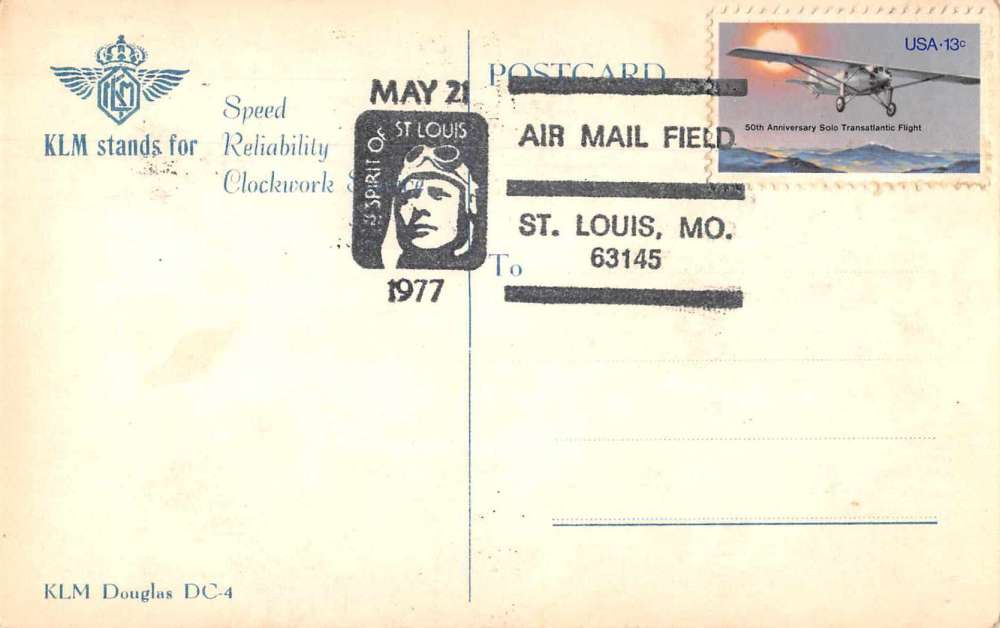 KLM
KLM stands for
Speed
Reliability
Clockwork
MAY 21
SPIRIT OF ST LOUIS
1977
POSTCARD
AIR MAIL FIELD
ST. LOUIS, MO.
63145
To
USA·13c
50th Anniversary Solo Transatlantic Flight
KLM Douglas DC-4